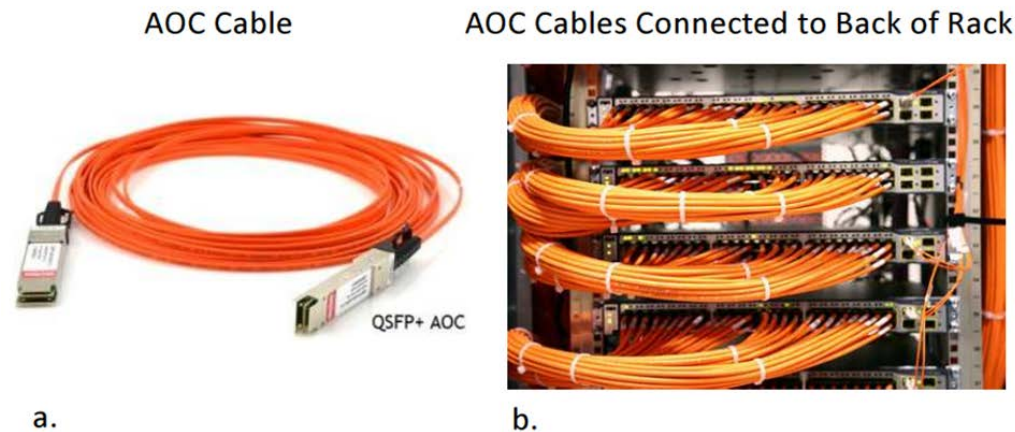 AOC Cable
AOC Cables Connected to Back of Rack
QSFP+ AOC
a.
b.